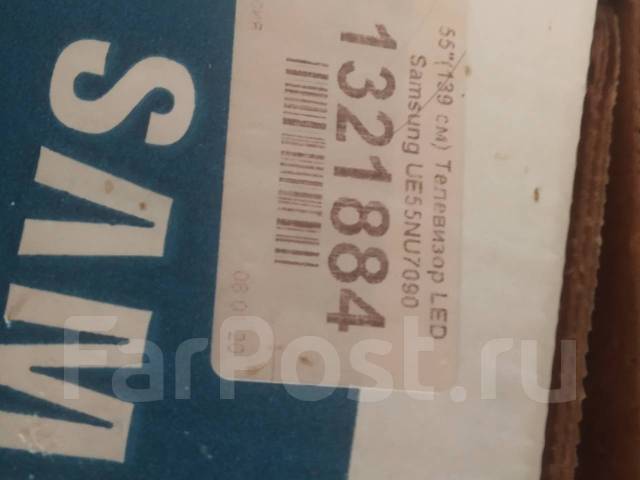 55"(139 см) Телевизор LED
Samsung UE55NU7090
1321884
SAM
FarPost.ru